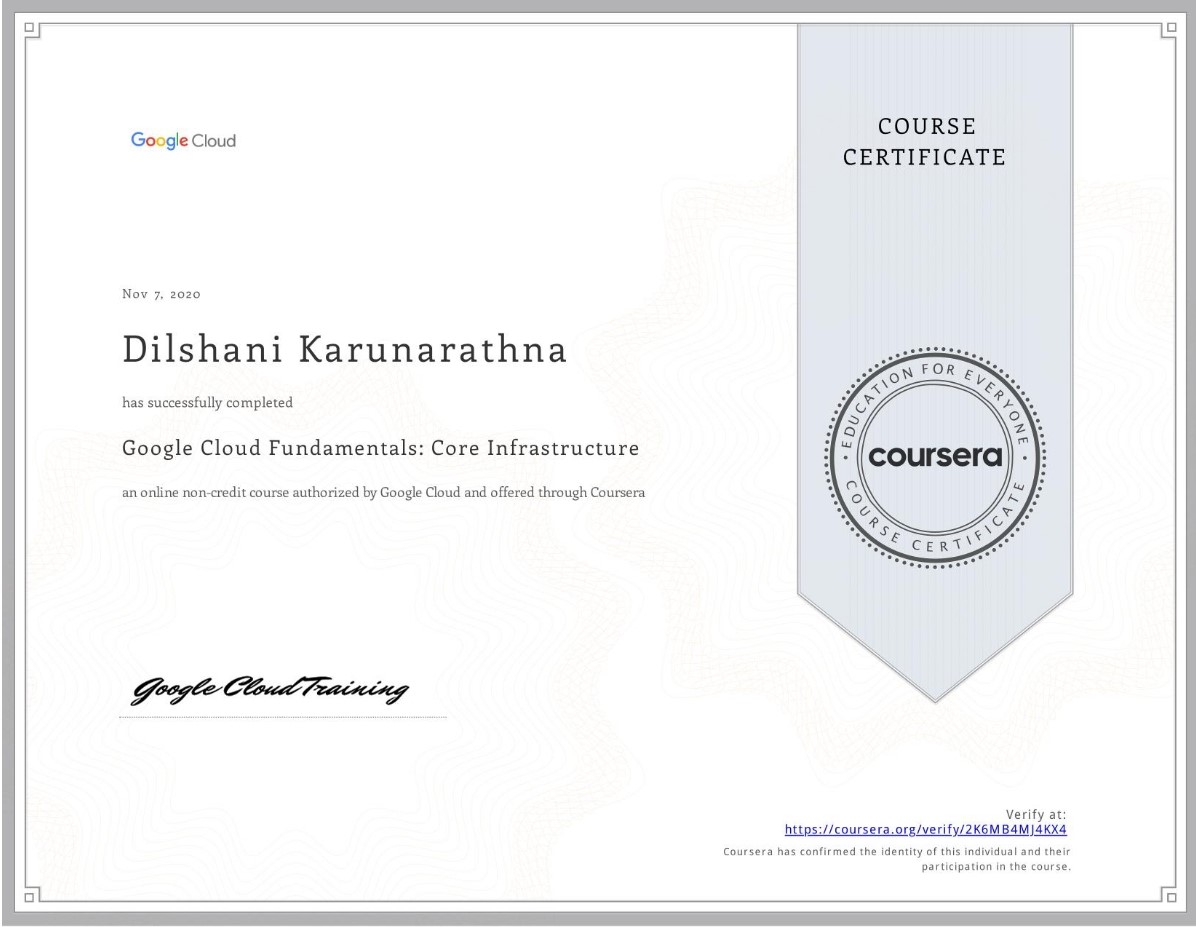 Google Cloud
COURSE
CERTIFICATE
Nov 7, 2020
Dilshani Karunarathna
has successfully completed
Google Cloud Fundamentals: Core Infrastructure
an online non-credit course authorized by Google Cloud and offered through Coursera
EDUCATION FOR EVERYONE
coursera
COURSE CERTIFICATE
Google Cloud Training
Verify at:
https://coursera.org/verify/2K6MB4MJ4KX4
Coursera has confirmed the identity of this individual and their
participation in the course.